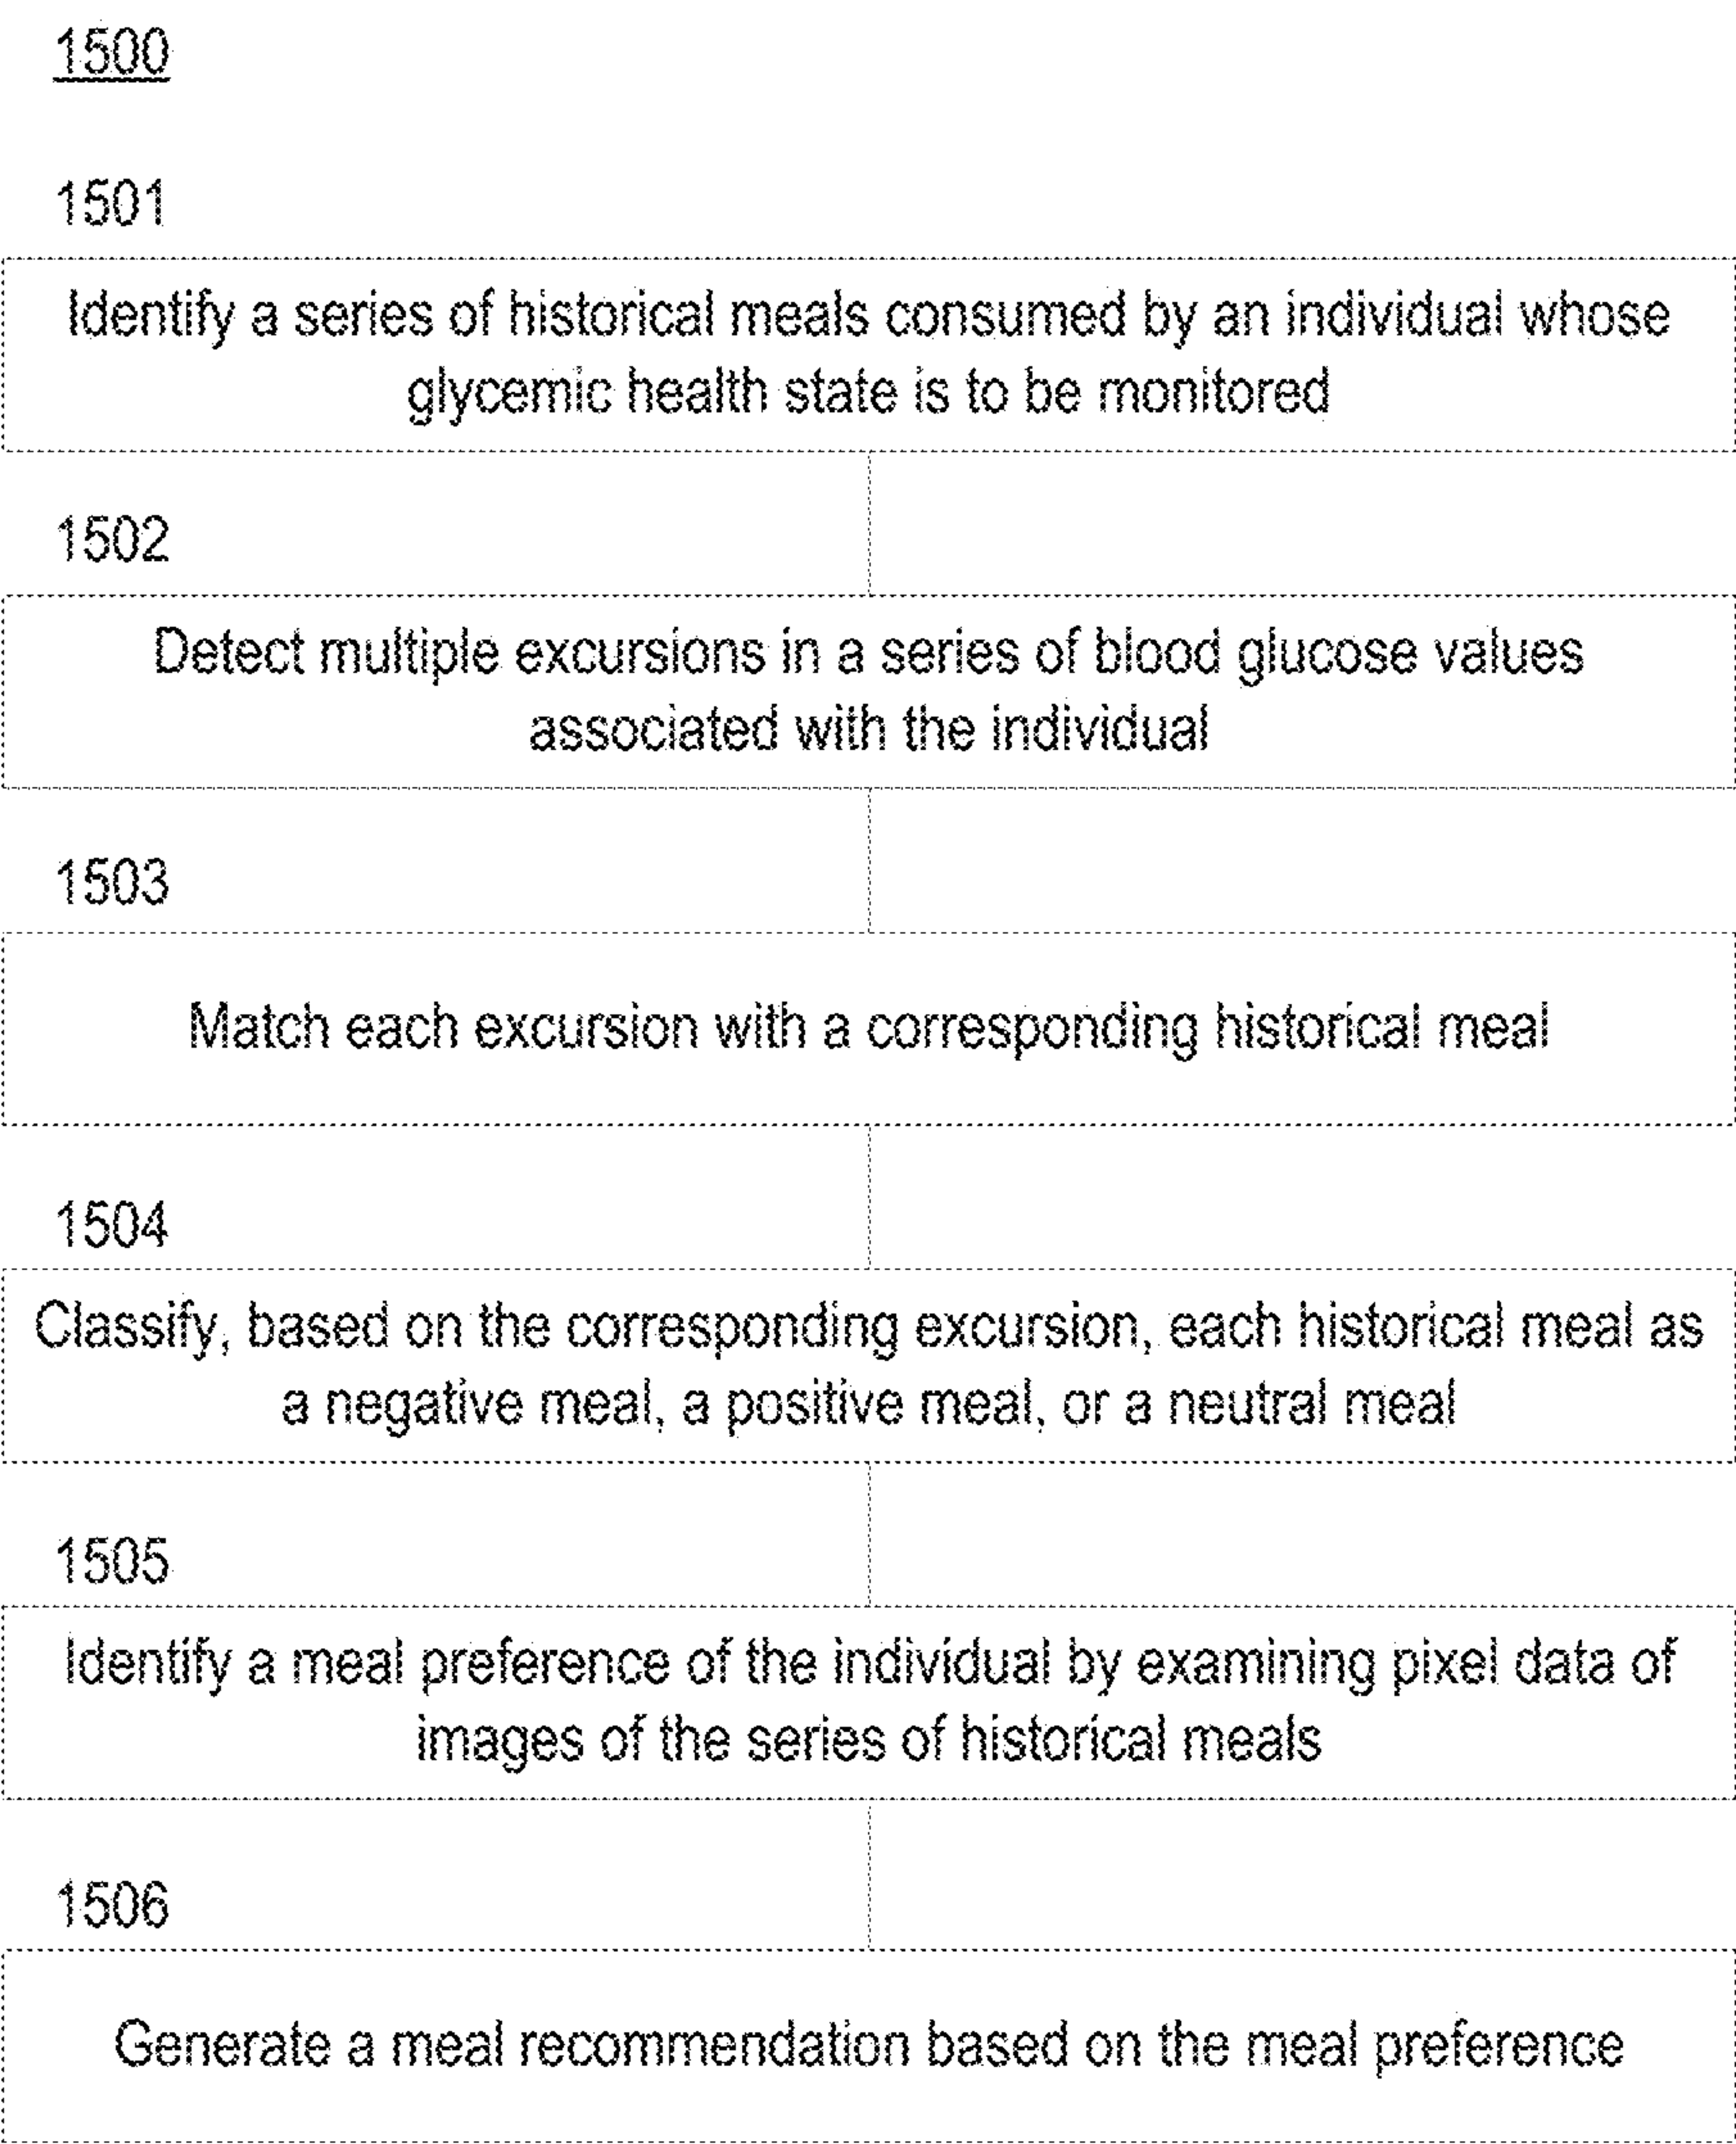 1500
1501
Identify a series of historical meals consumed by an individual whose
glycemic health state is to be monitored
1502
Detect multiple excursions in a series of blood glucose values
associated with the individual
1503
Match each excursion with a corresponding historical meal
1504
Classify, based on the corresponding excursion, each historical meal as
a negative meal, a positive meal, or a neutral meal
1505
Identify a meal preference of the individual by examining pixel data of
images of the series of historical meals
1506
Generate a meal recommendation based on the meal preference